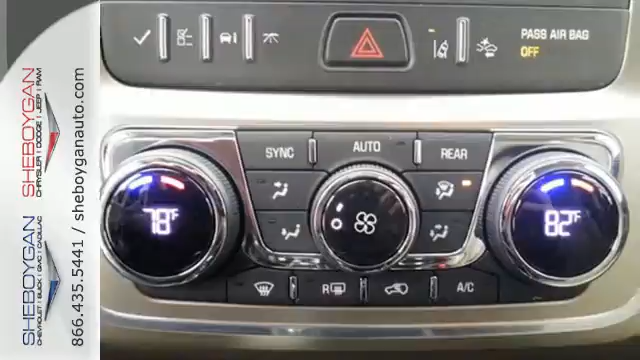 PASS AIR BAG
OFF
SYNC
AUTO
REAR
78°F
82°F
R
A/C
SHEBOYGAN
CHRYSLER | DODGE | JEEP | RAM
SHEBOYGAN
CHEVROLET | BUICK | GMC | CADILLAC
866.435.5441 / sheboyganauto.com